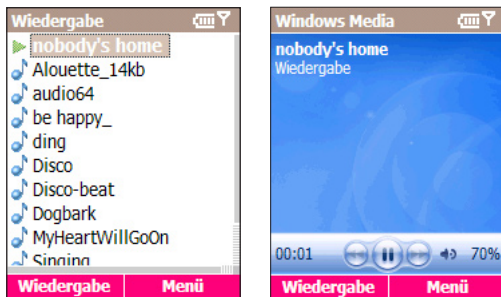 Wiedergabe
nobody's home
Alouette_14kb
audio64
be happy_
ding
Disco
Disco-beat
Dogbark
MyHeartWillGoOn
Singing
Wiedergabe Menü
Windows Media
nobody's home
Wiedergabe
00:01 70%
Wiedergabe Menü